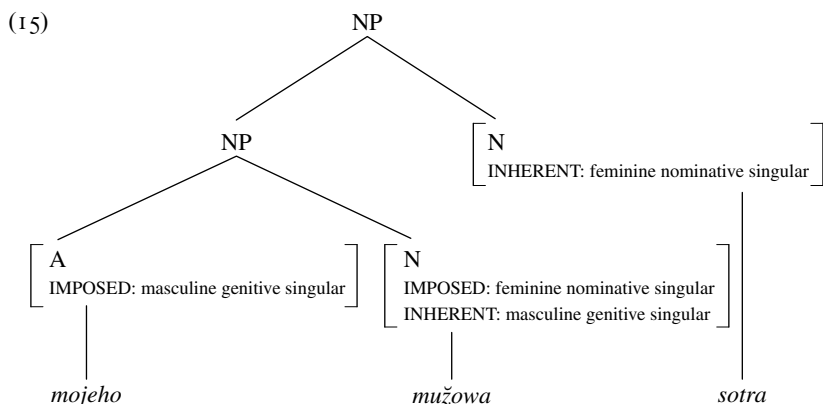 (15)
NP
NP
N
INHERENT: feminine nominative singular
A
IMPOSED: masculine genitive singular
N
IMPOSED: feminine nominative singular
INHERENT: masculine genitive singular
mojeho mužowa sotra